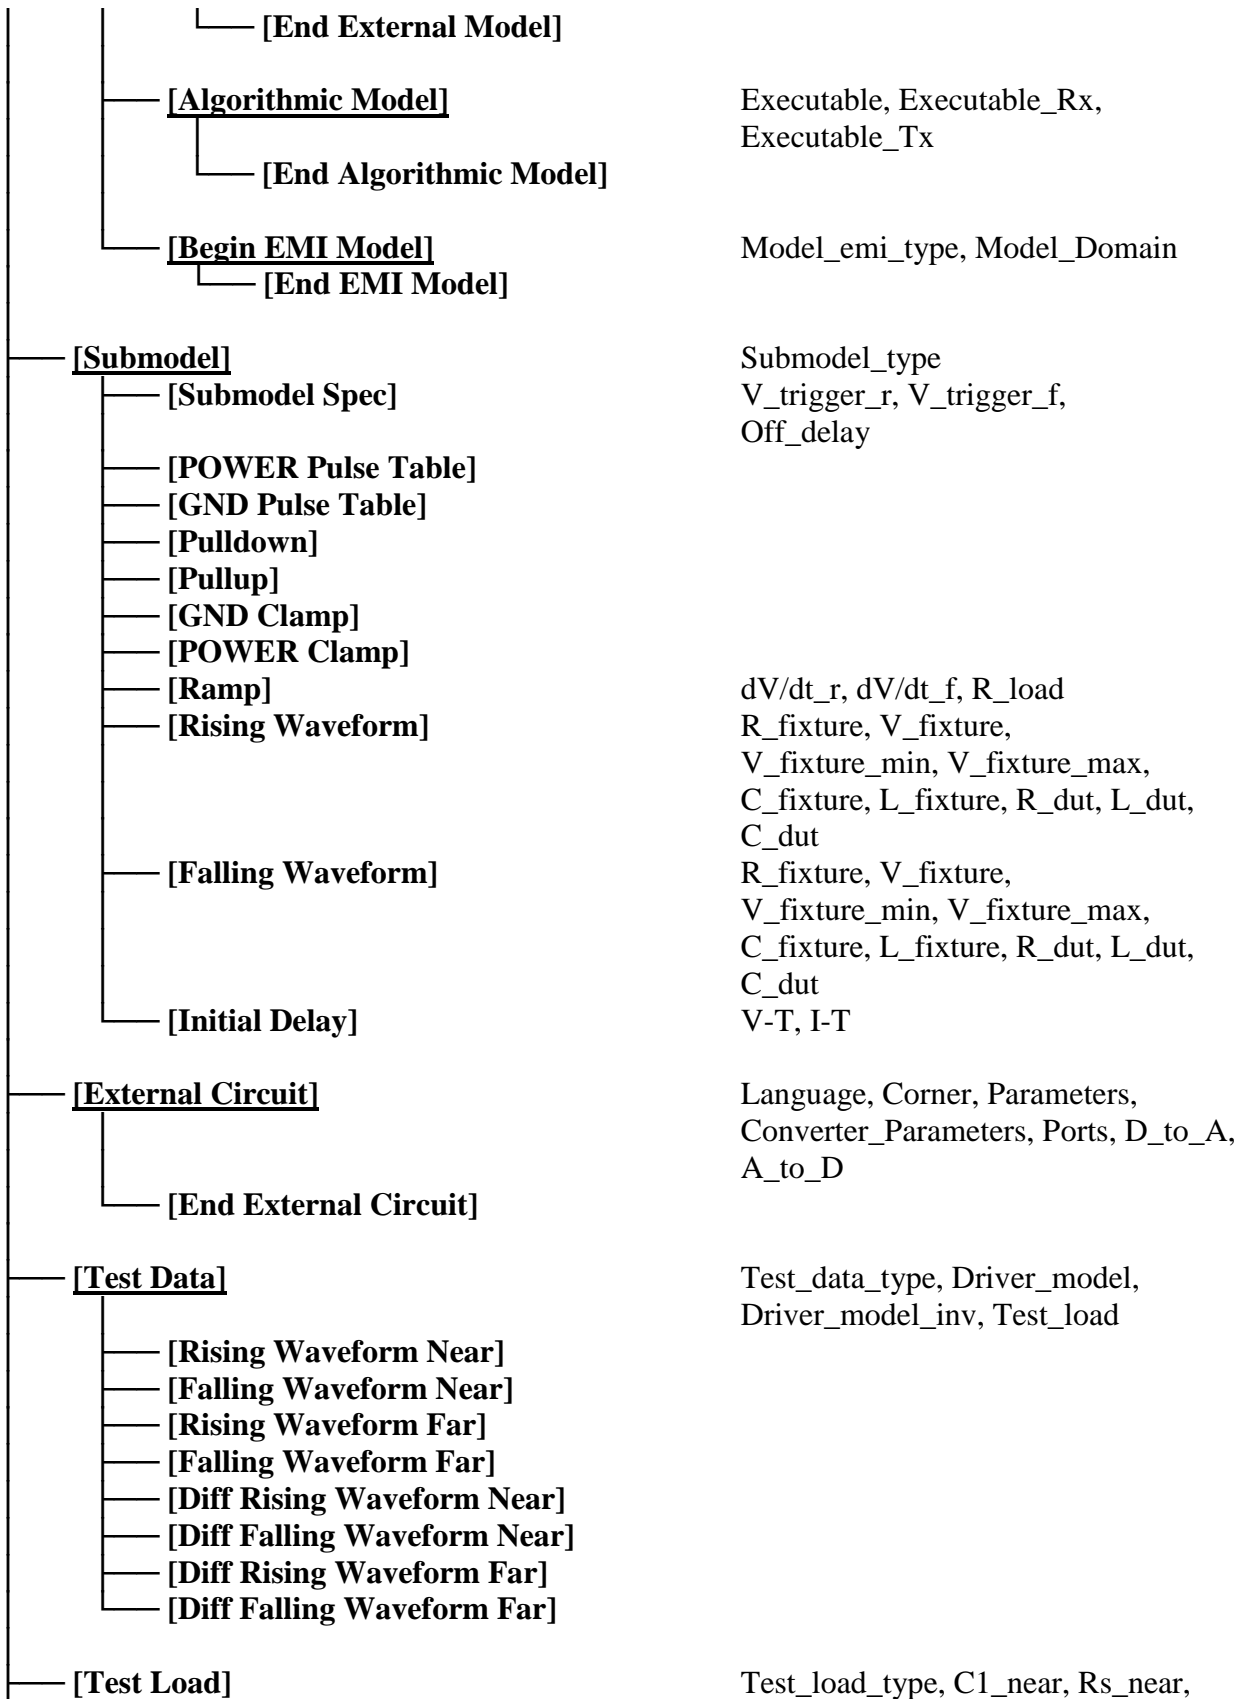 [End External Model]
[Algorithmic Model] Executable, Executable_Rx,
Executable_Tx
[End Algorithmic Model]
[Begin EMI Model] Model_emi_type, Model_Domain
[End EMI Model]
[Submodel] Submodel_type
[Submodel Spec] V_trigger_r, V_trigger_f,
Off_delay
[POWER Pulse Table]
[GND Pulse Table]
[Pulldown]
[Pullup]
[GND Clamp]
[POWER Clamp]
[Ramp] dV/dt_r, dV/dt_f, R_load
[Rising Waveform] R_fixture, V_fixture,
V_fixture_min, V_fixture_max,
C_fixture, L_fixture, R_dut, L_dut,
C_dut
[Falling Waveform] R_fixture, V_fixture,
V_fixture_min, V_fixture_max,
C_fixture, L_fixture, R_dut, L_dut,
C_dut
[Initial Delay] V-T, I-T
[External Circuit] Language, Corner, Parameters,
Converter_Parameters, Ports, D_to_A,
A_to_D
[End External Circuit]
[Test Data] Test_data_type, Driver_model,
Driver_model_inv, Test_load
[Rising Waveform Near]
[Falling Waveform Near]
[Rising Waveform Far]
[Falling Waveform Far]
[Diff Rising Waveform Near]
[Diff Falling Waveform Near]
[Diff Rising Waveform Far]
[Diff Falling Waveform Far]
[Test Load] Test_load_type, C1_near, Rs_near,